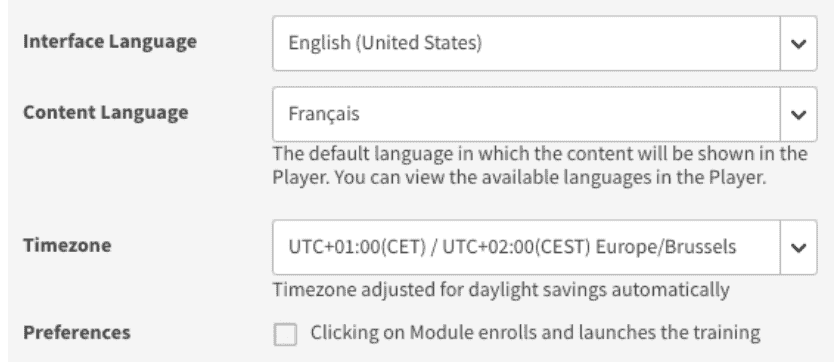 Interface Language English (United States)
Content Language Français
The default language in which the content will be shown in the
Player. You can view the available languages in the Player.
Timezone UTC+01:00(CET) / UTC+02:00(CEST) Europe/Brussels
Timezone adjusted for daylight savings automatically
Preferences Clicking on Module enrolls and launches the training